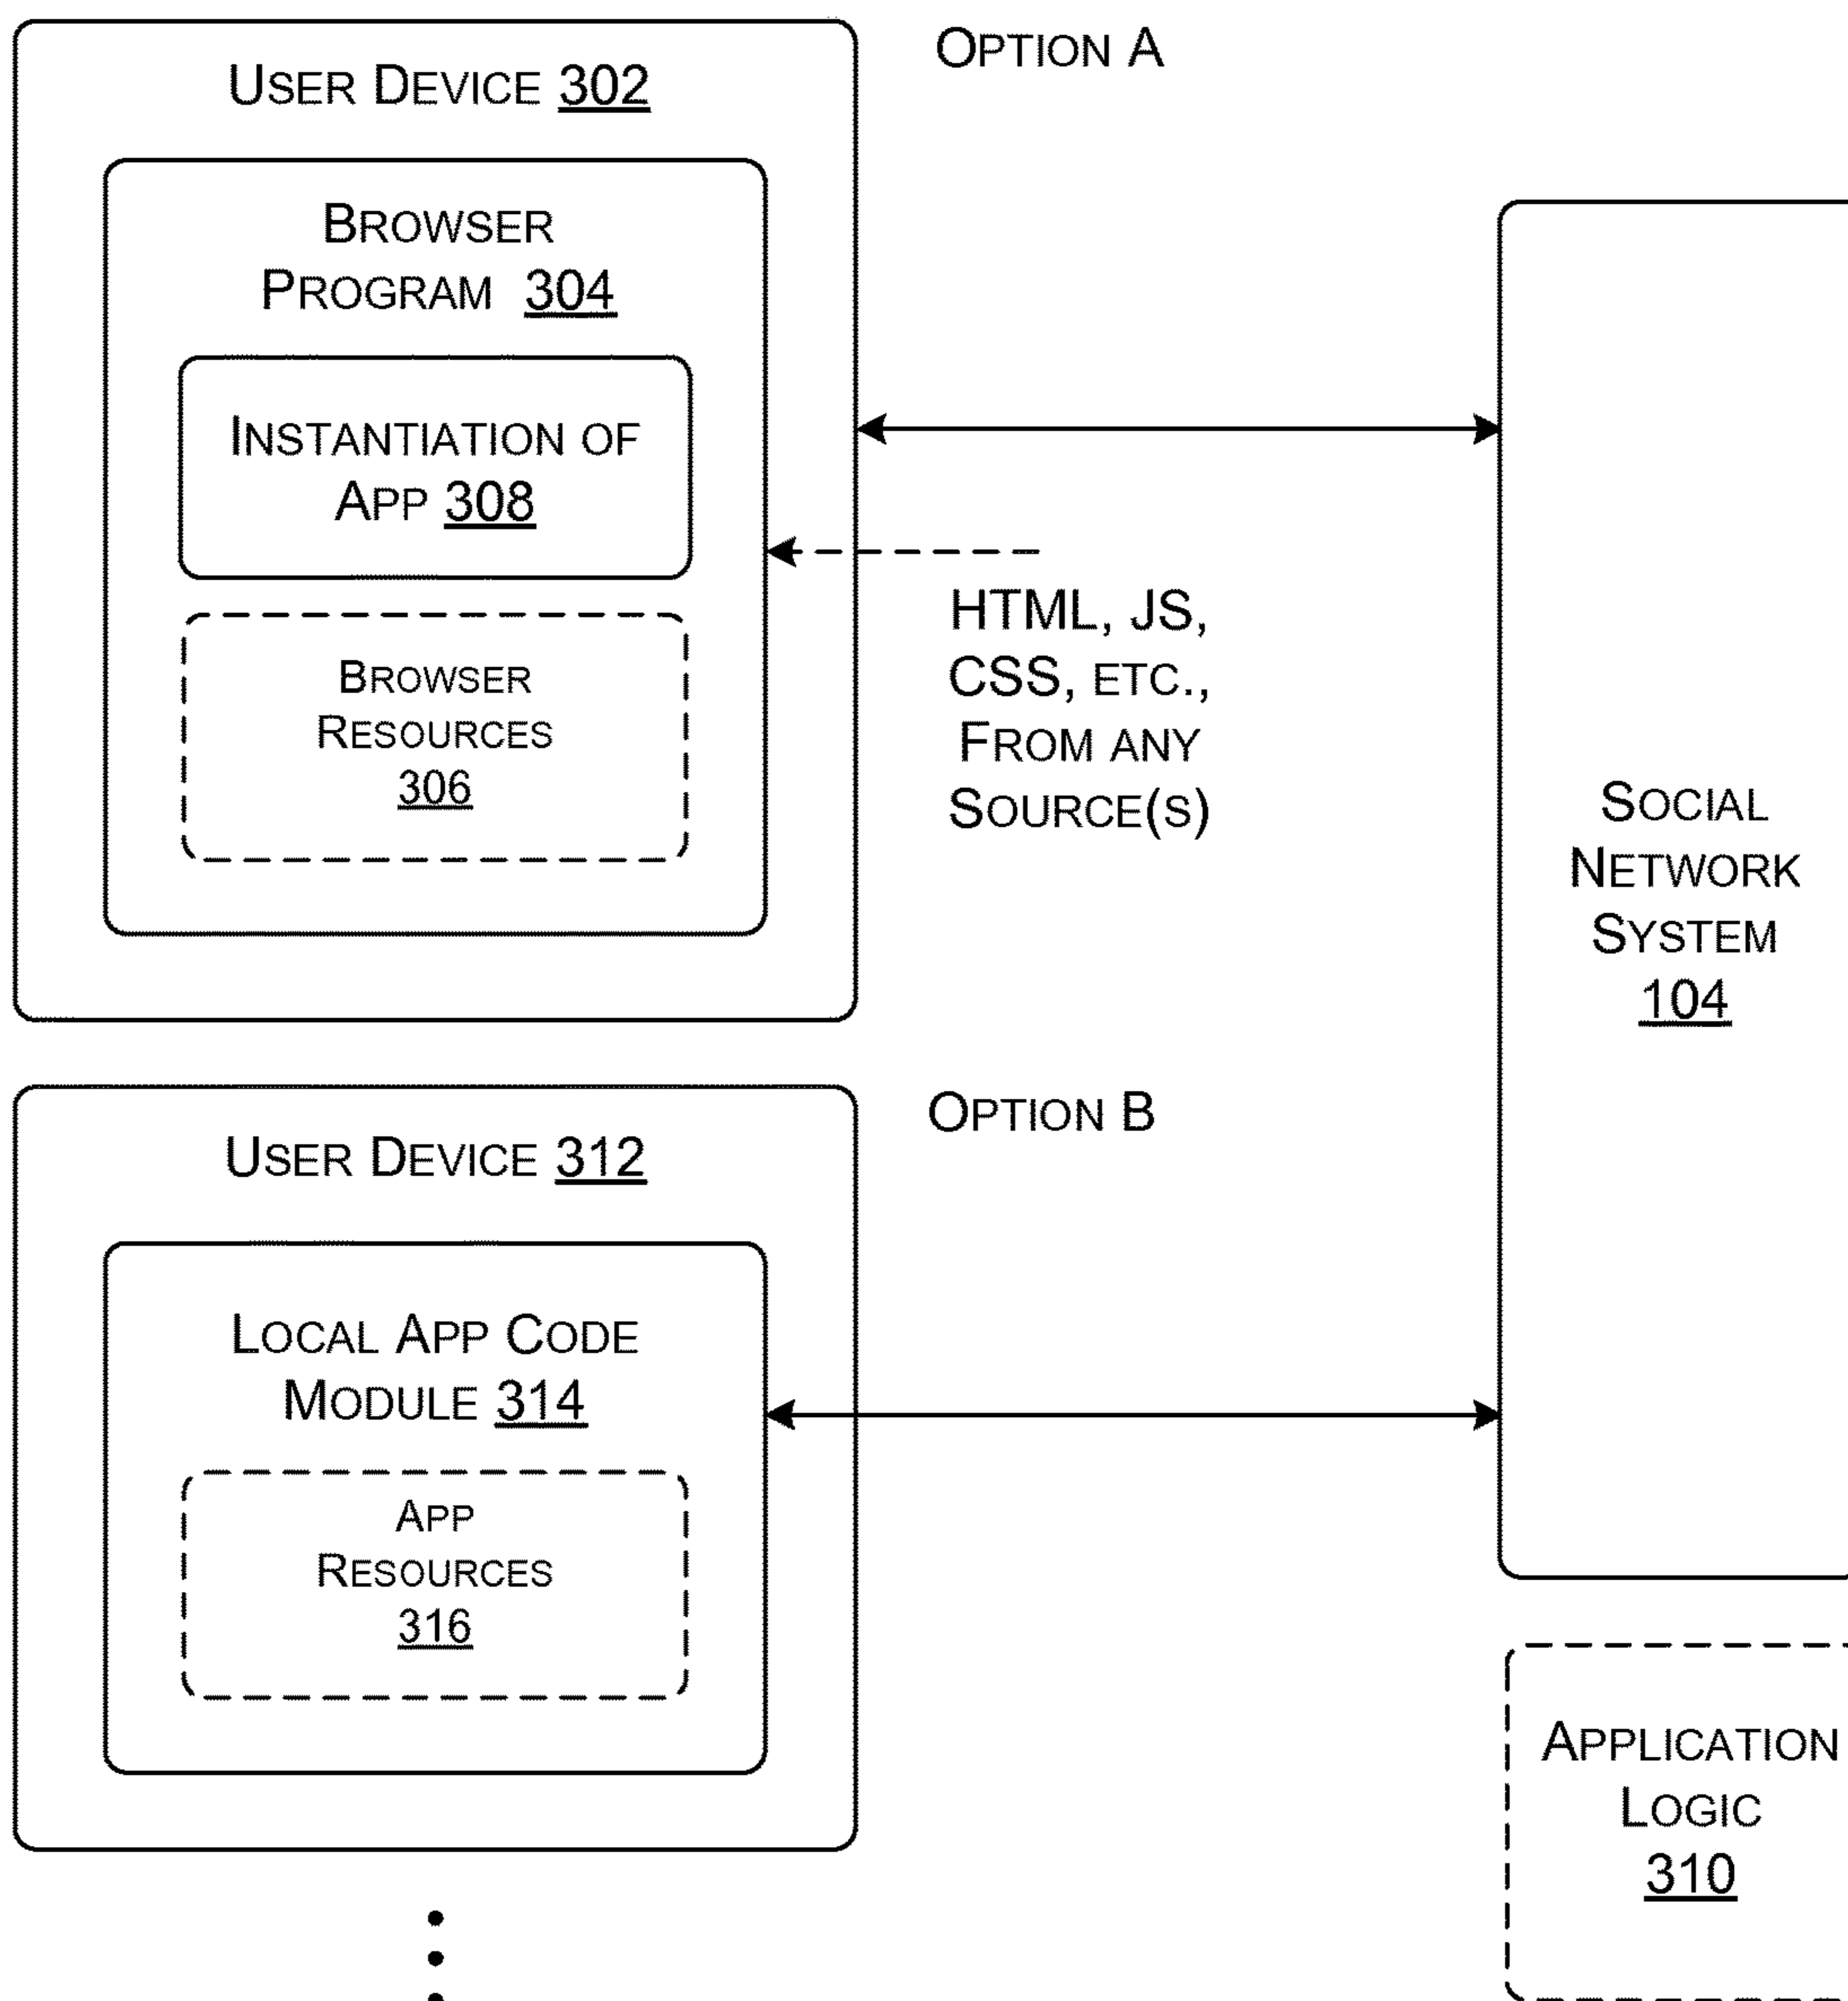 OPTION A
USER DEVICE 302
BROWSER
PROGRAM 304
INSTANTIATION OF
APP 308
BROWSER
RESOURCES
306
HTML, JS,
CSS, ETC.,
FROM ANY
SOURCE(S)
SOCIAL
NETWORK
SYSTEM
104
OPTION B
USER DEVICE 312
LOCAL APP CODE
MODULE 314
APP
RESOURCES
316
APPLICATION
LOGIC
310